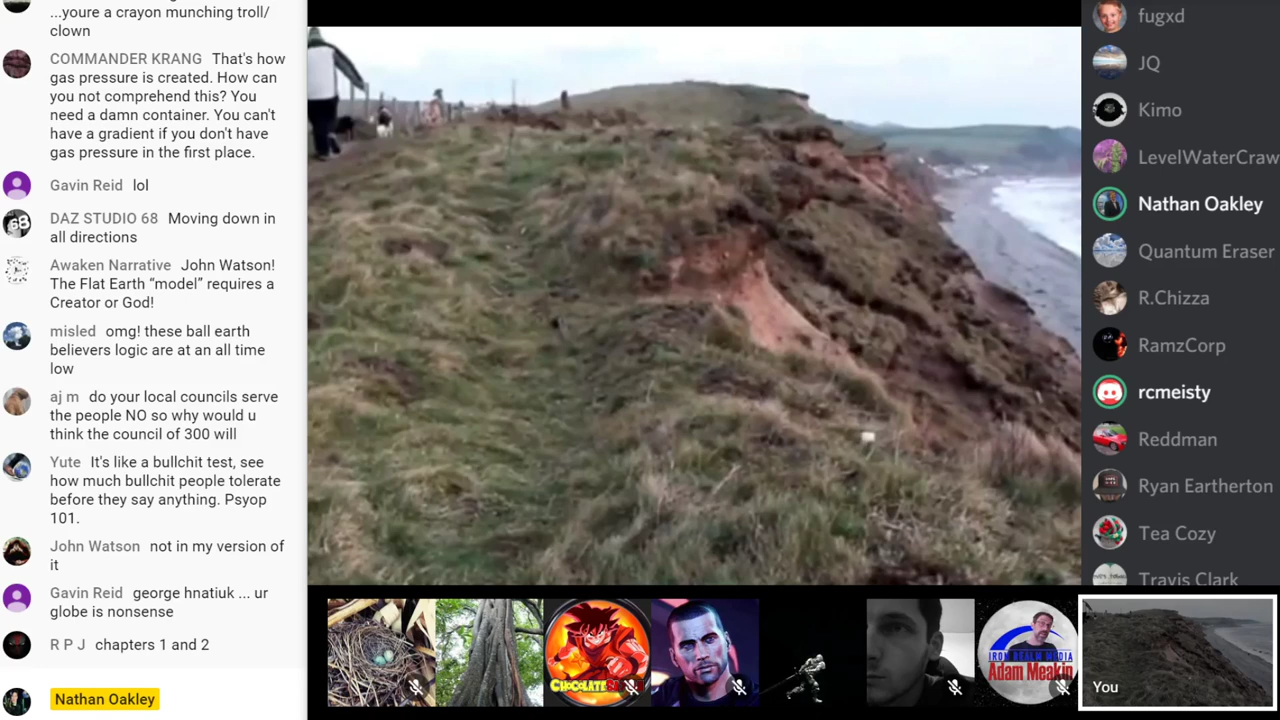 ...youre a crayon munching troll/
clown
COMMANDER KRANG That's how
gas pressure is created. How can
you not comprehend this? You
need a damn container. You can't
have a gradient if you don't have
gas pressure in the first place.
Gavin Reid lol
DAZ STUDIO 68 Moving down in
all directions
68
Awaken Narrative John Watson!
The Flat Earth “model” requires a
Creator or God!
misled omg! these ball earth
believers logic are at an all time
low
aj m do your local councils serve
the people NO so why would u
think the council of 300 will
Yute It's like a bullchit test, see
how much bullchit people tolerate
before they say anything. Psyop
101.
John Watson not in my version of
it
Gavin Reid george hnatiuk ... ur
globe is nonsense
R P J chapters 1 and 2
Nathan Oakley
fugxd
JQ
Kimo
LevelWaterCraw
Nathan Oakley
Quantum Eraser
R.Chizza
RamzCorp
rcmeisty
Reddman
Ryan Eartherton
Tea Cozy
Travis Clark
IRON REALM MEDIA
Adam Meakin
You